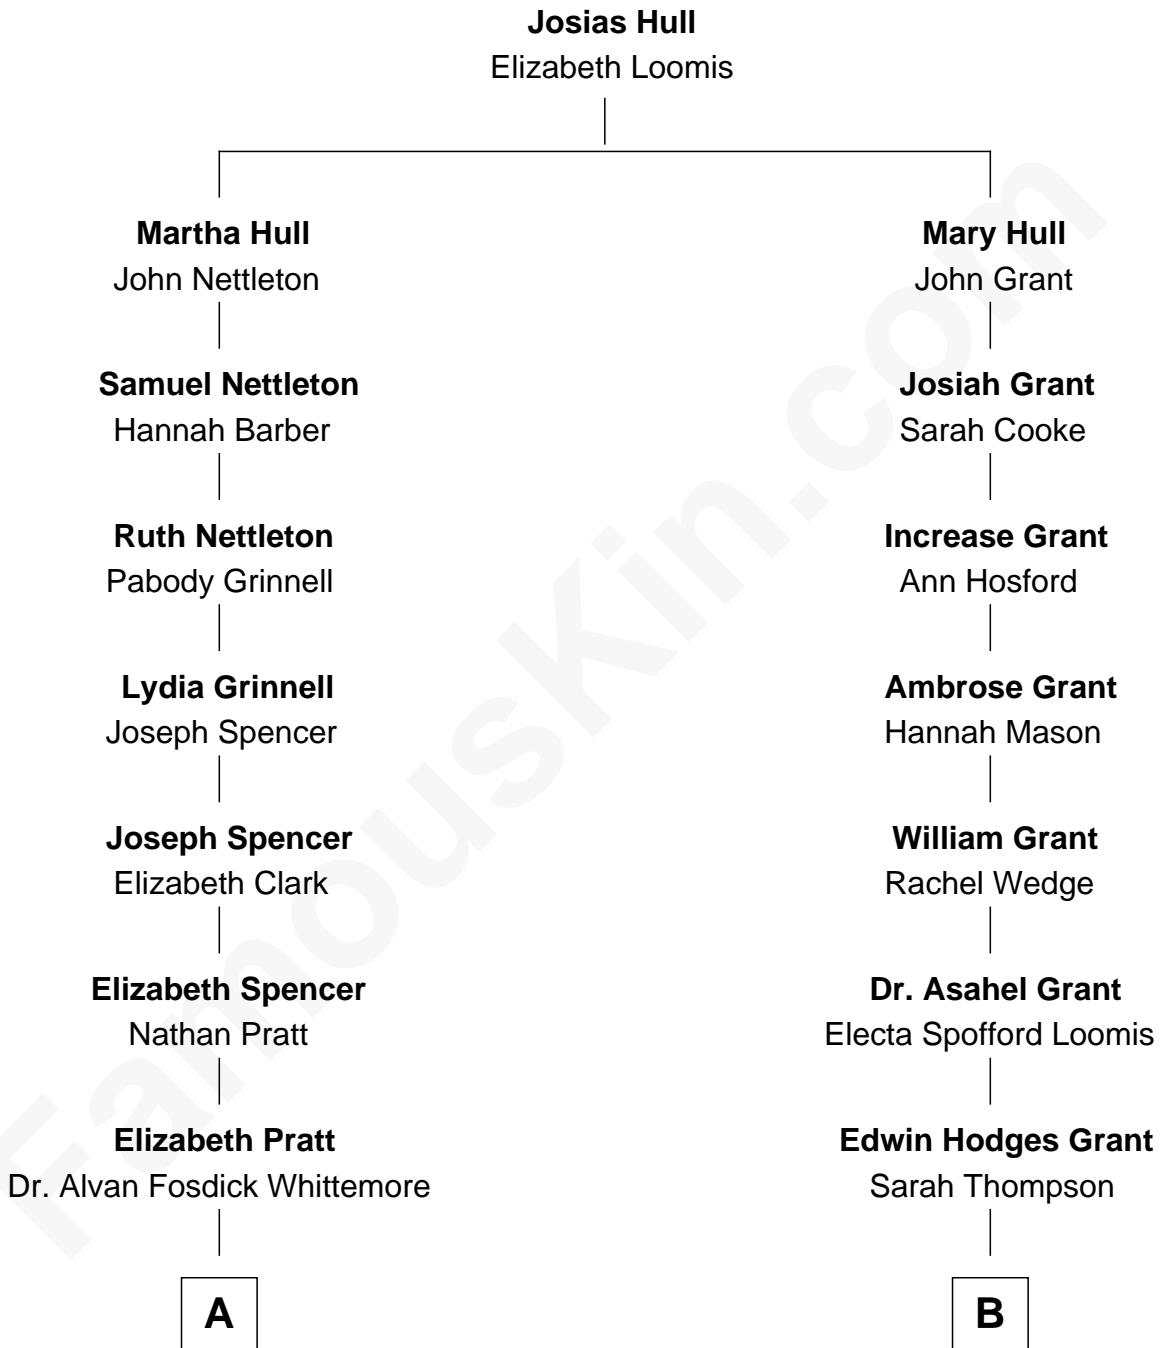 Josias Hull
Elizabeth Loomis
Martha Hull
John Nettleton
Mary Hull
John Grant
Samuel Nettleton
Hannah Barber
Josiah Grant
Sarah Cooke
Ruth Nettleton
Pabody Grinnell
Increase Grant
Ann Hosford
Lydia Grinnell
Joseph Spencer
Ambrose Grant
Hannah Mason
Joseph Spencer
Elizabeth Clark
William Grant
Rachel Wedge
Elizabeth Spencer
Nathan Pratt
Dr. Asahel Grant
Electa Spofford Loomis
Elizabeth Pratt
Dr. Alvan Fosdick Whittemore
Edwin Hodges Grant
Sarah Thompson
A
B
FamousKin.com